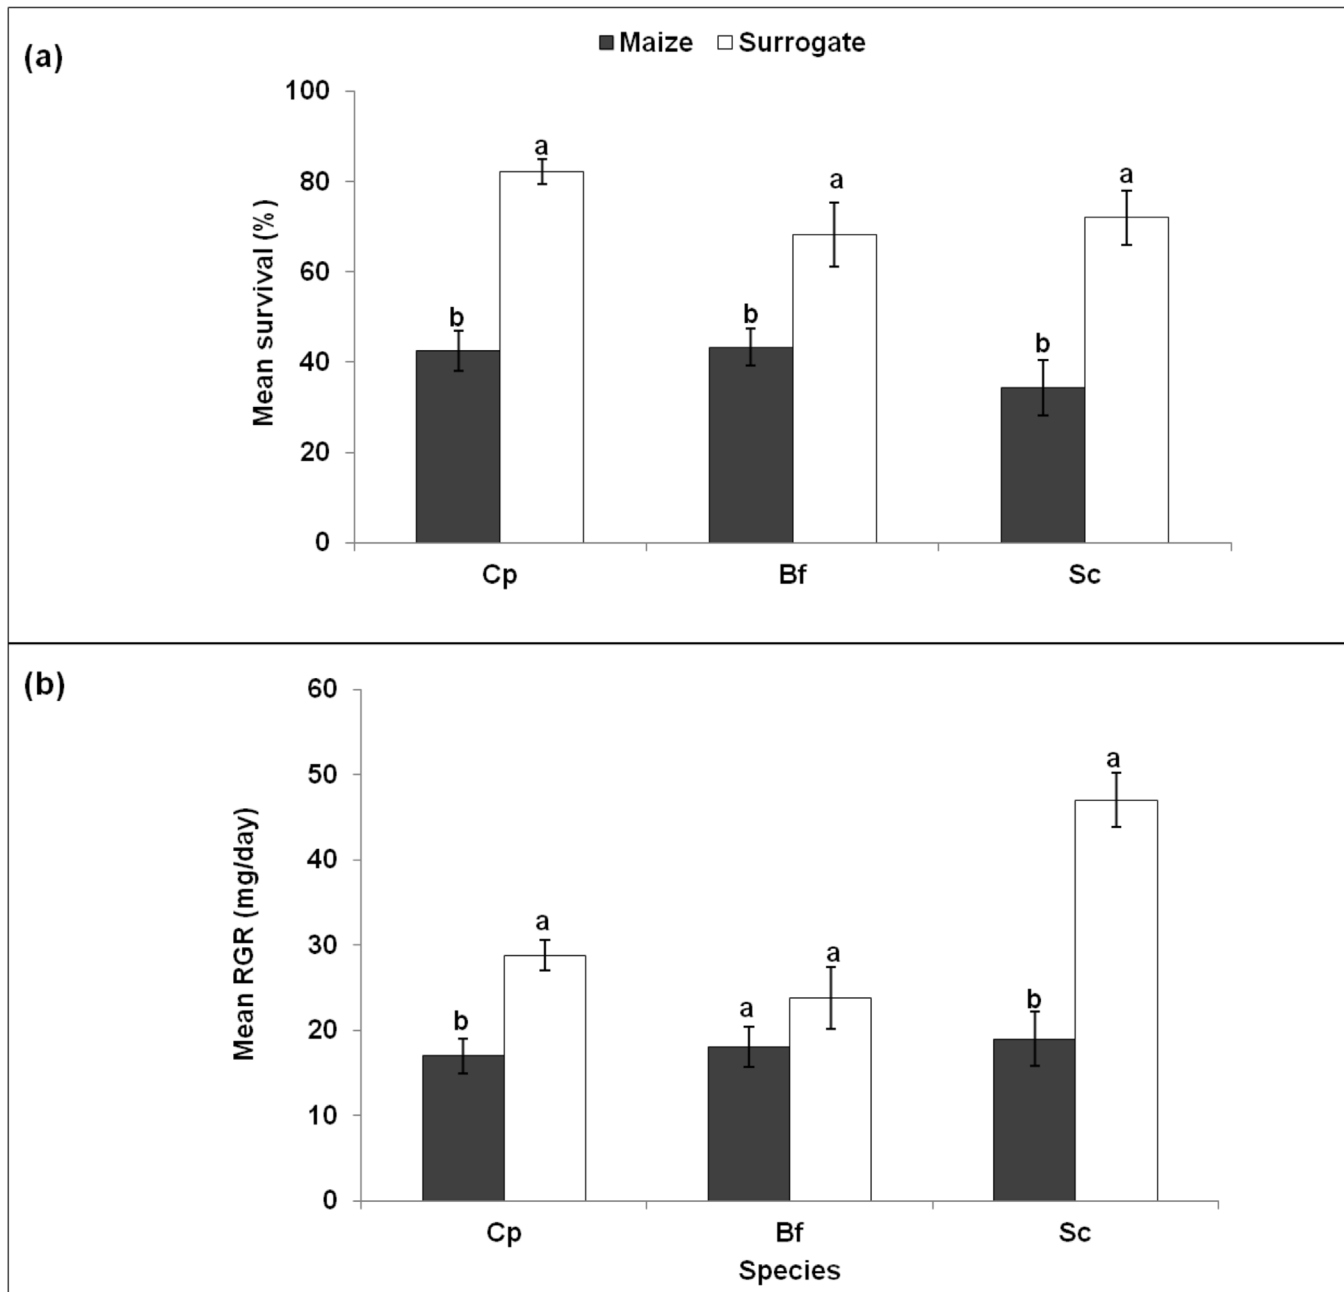 (a)
Maize Surrogate
Mean survival (%)
100
80
60
40
20
0
b a b a b a
Cp Bf Sc
(b)
Mean RGR (mg/day)
60
50
40
30
20
10
0
b a a a b a
Cp Bf Sc
Species